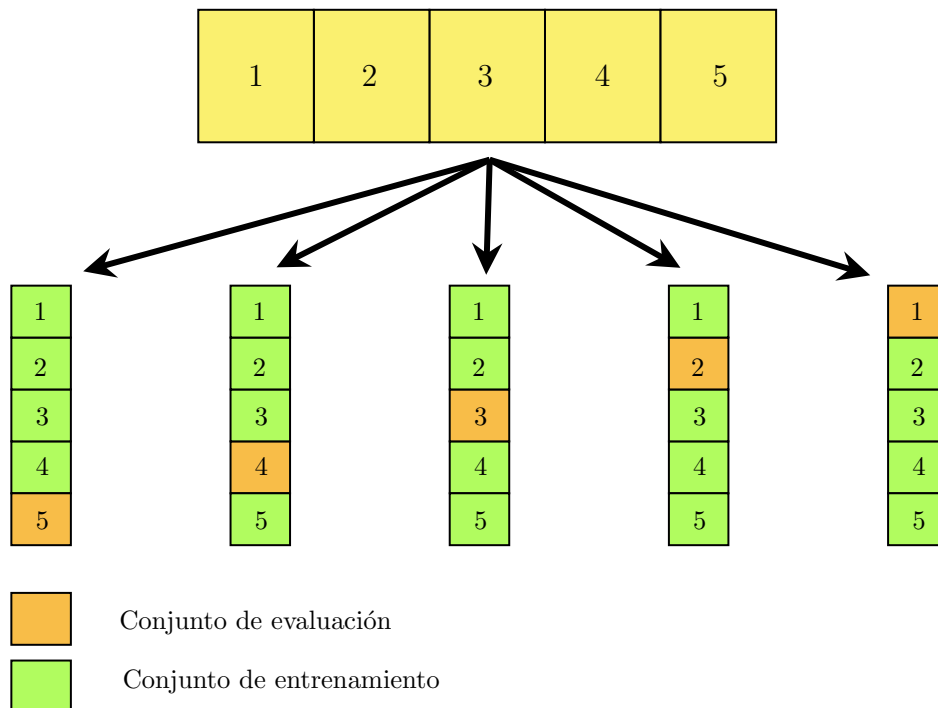 1 2 3 4 5
1 1 1 1 1
2 2 2 2 2
3 3 3 3 3
4 4 4 4 4
5 5 5 5 5
Conjunto de evaluación
Conjunto de entrenamiento